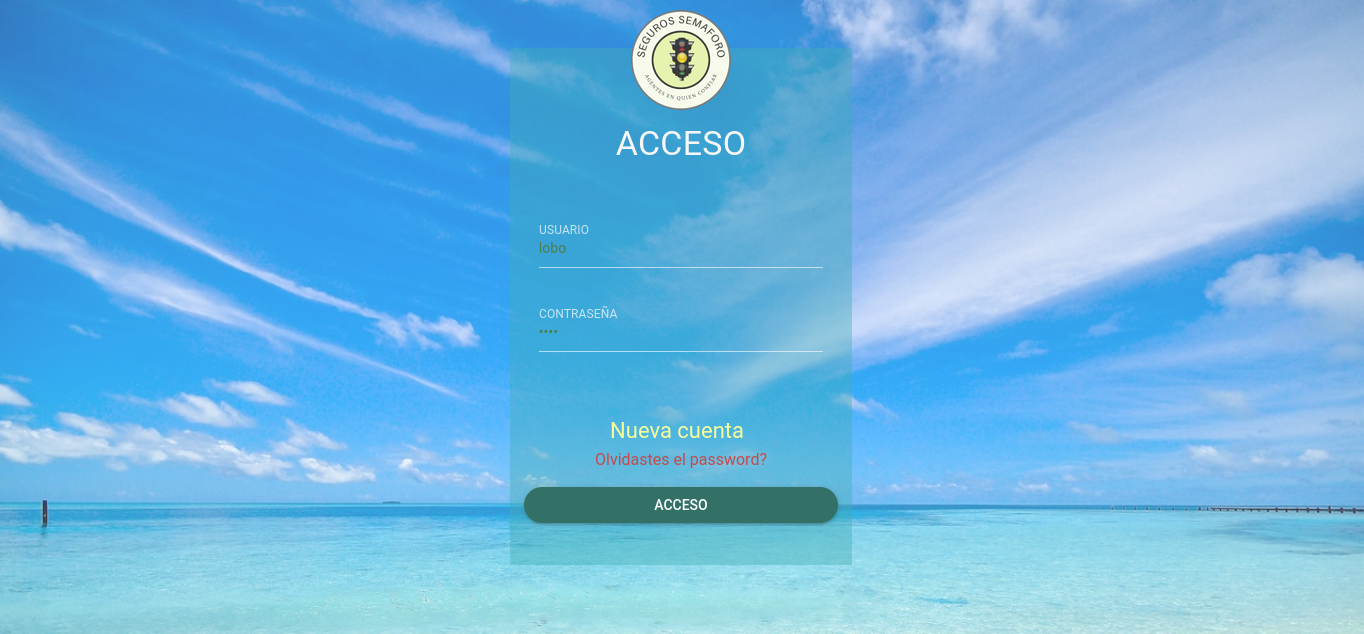 SEGUROS SEMAFORO
AGENTES EN QUIEN CONFIAR
ACCESO
USUARIO
lobo
CONTRASEÑA
••••
Nueva cuenta
Olvidastes el password?
ACCESO